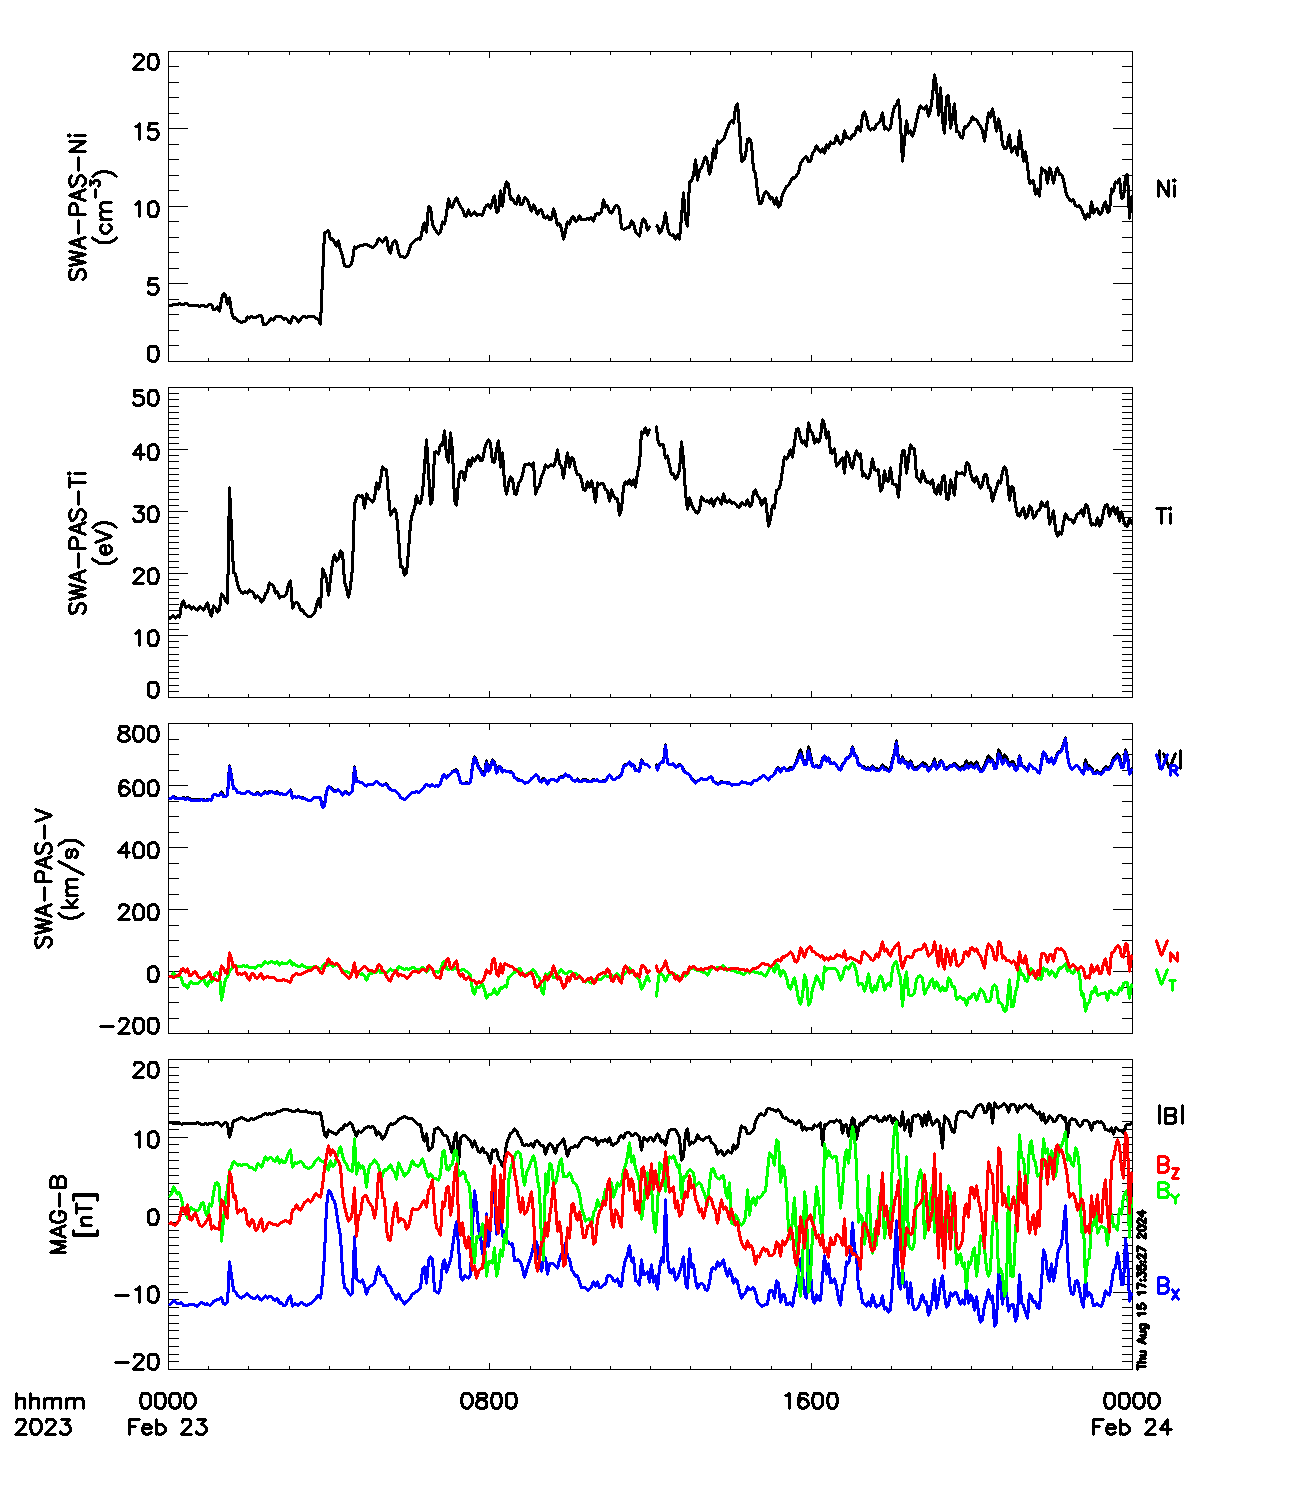 20
15
10
5
0
SWA-PAS-Ni
(cm⁻³)
Ni
50
40
30
20
10
0
SWA-PAS-Ti
(eV)
Ti
800
600
400
200
0
-200
SWA-PAS-V
(km/s)
|V|
V_R
V_N
V_T
20
10
0
-10
-20
MAG-B
[nT]
|B|
B_Z
B_Y
B_X
Thu Aug 15 17:35:27 2024
hhmm 0000 0800 1600 0000
2023 Feb 23 Feb 24